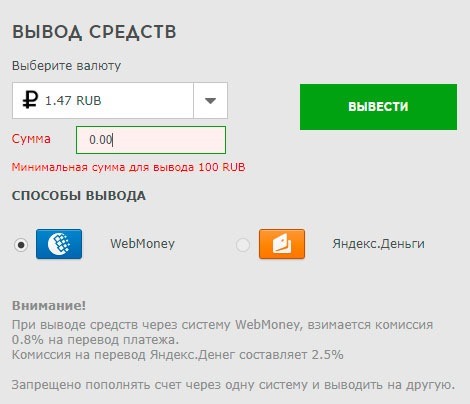 ВЫВОД СРЕДСТВ
Выберите валюту
₽ 1.47 RUB
ВЫВЕСТИ
Сумма 0.00
Минимальная сумма для вывода 100 RUB
СПОСОБЫ ВЫВОДА
WebMoney Яндекс.Деньги
Внимание!
При выводе средств через систему WebMoney, взимается комиссия
0.8% на перевод платежа.
Комиссия на перевод Яндекс.Денег составляет 2.5%
Запрещено пополнять счет через одну систему и выводить на другую.